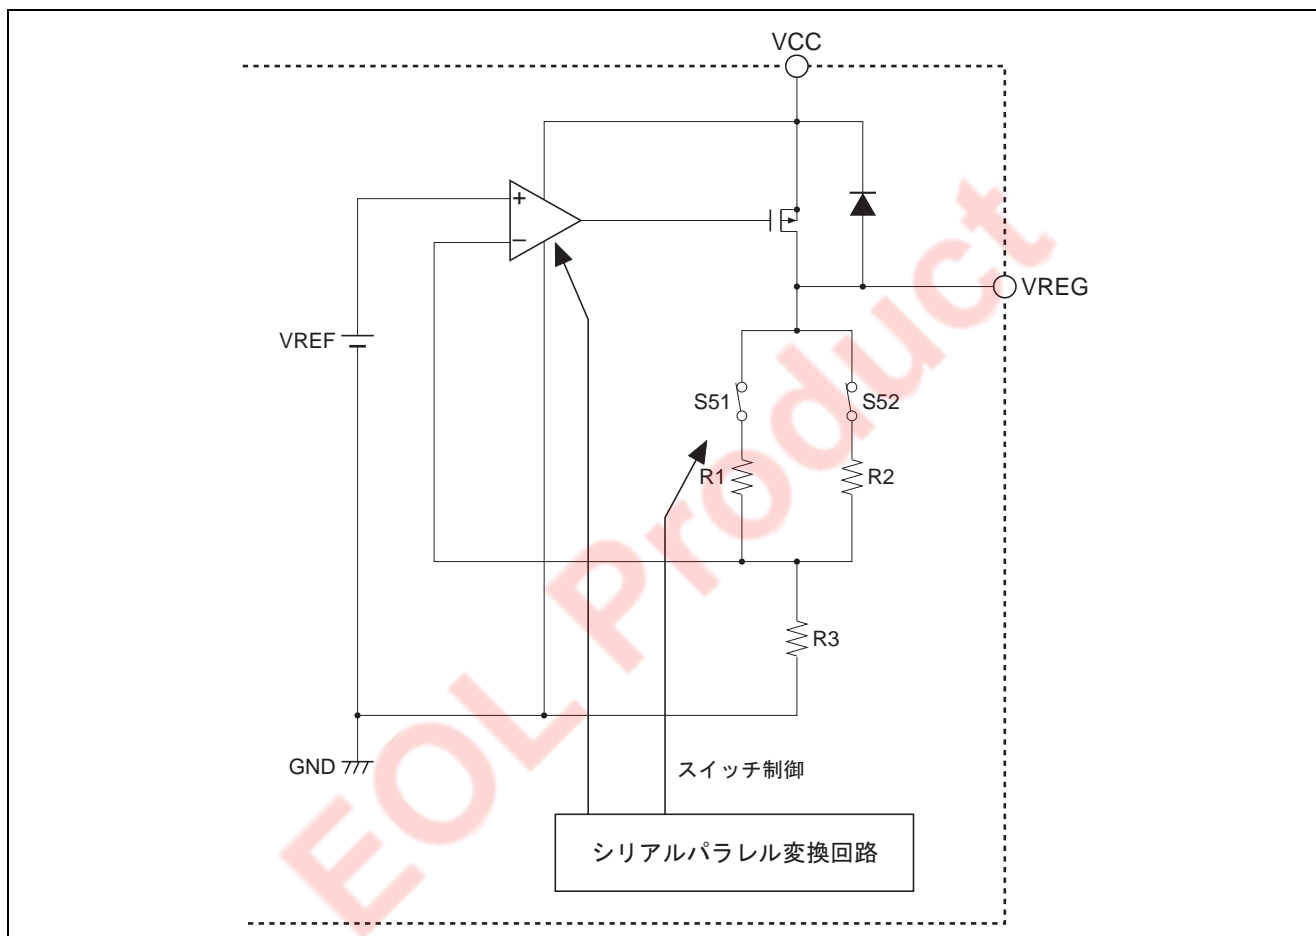 VCC
+
−
VREG
VREF
S51
S52
R1
R2
R3
GND
スイッチ制御
シリアルパラレル変換回路
EOL Product